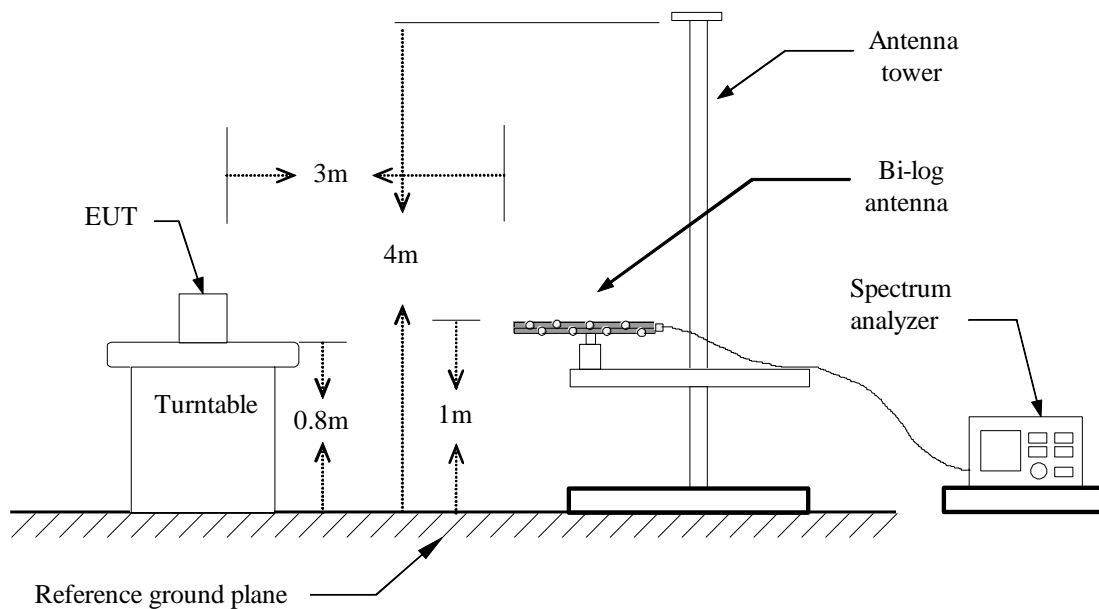 Antenna
tower
3m
Bi-log
antenna
EUT
4m
Spectrum
analyzer
Turntable
0.8m
1m
Reference ground plane